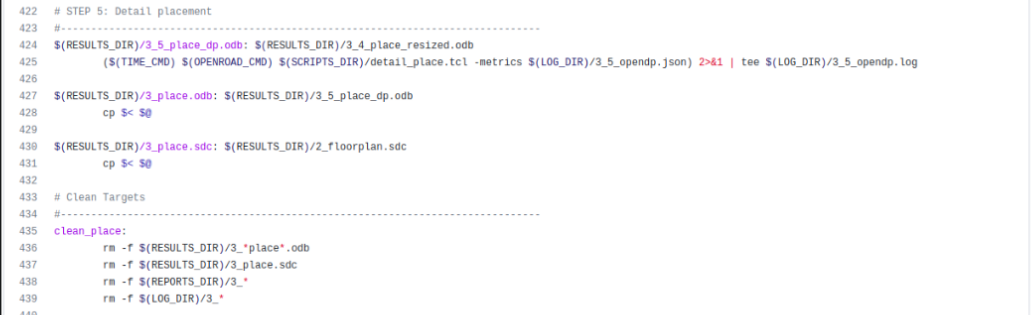 422 # STEP 5: Detail placement
423 #-------------------------------------------------------------------------------
424 $(RESULTS_DIR)/3_5_place_dp.odb: $(RESULTS_DIR)/3_4_place_resized.odb
425         ($(TIME_CMD) $(OPENROAD_CMD) $(SCRIPTS_DIR)/detail_place.tcl -metrics $(LOG_DIR)/3_5_opendp.json) 2>&1 | tee $(LOG_DIR)/3_5_opendp.log
426
427 $(RESULTS_DIR)/3_place.odb: $(RESULTS_DIR)/3_5_place_dp.odb
428         cp $< $@
429
430 $(RESULTS_DIR)/3_place.sdc: $(RESULTS_DIR)/2_floorplan.sdc
431         cp $< $@
432
433 # Clean Targets
434 #-------------------------------------------------------------------------------
435 clean_place:
436         rm -f $(RESULTS_DIR)/3_*place*.odb
437         rm -f $(RESULTS_DIR)/3_place.sdc
438         rm -f $(REPORTS_DIR)/3_*
439         rm -f $(LOG_DIR)/3_*